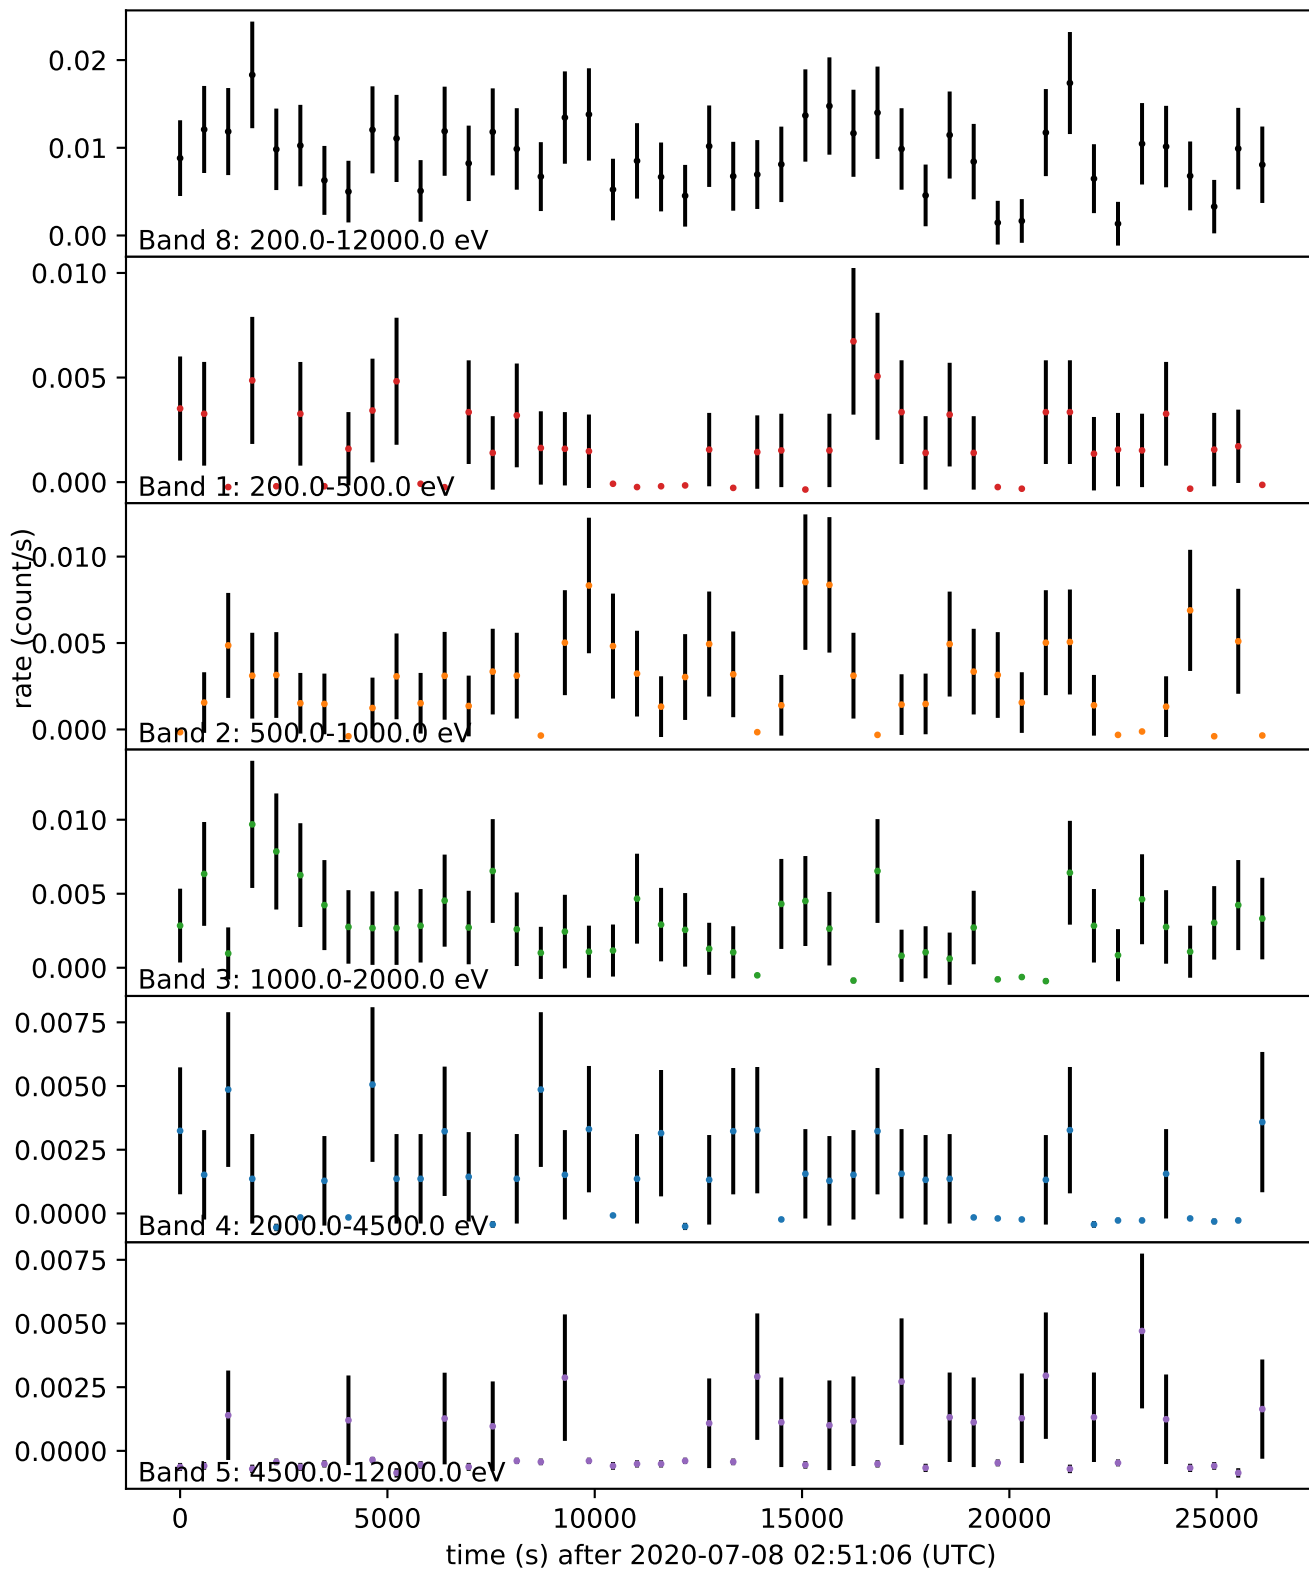 0.02
0.01
0.00
Band 8: 200.0-12000.0 eV
0.010
0.005
0.000
Band 1: 200.0-500.0 eV
rate (count/s)
0.010
0.005
0.000
Band 2: 500.0-1000.0 eV
0.010
0.005
0.000
Band 3: 1000.0-2000.0 eV
0.0075
0.0050
0.0025
0.0000
Band 4: 2000.0-4500.0 eV
0.0075
0.0050
0.0025
0.0000
Band 5: 4500.0-12000.0 eV
0 5000 10000 15000 20000 25000
time (s) after 2020-07-08 02:51:06 (UTC)